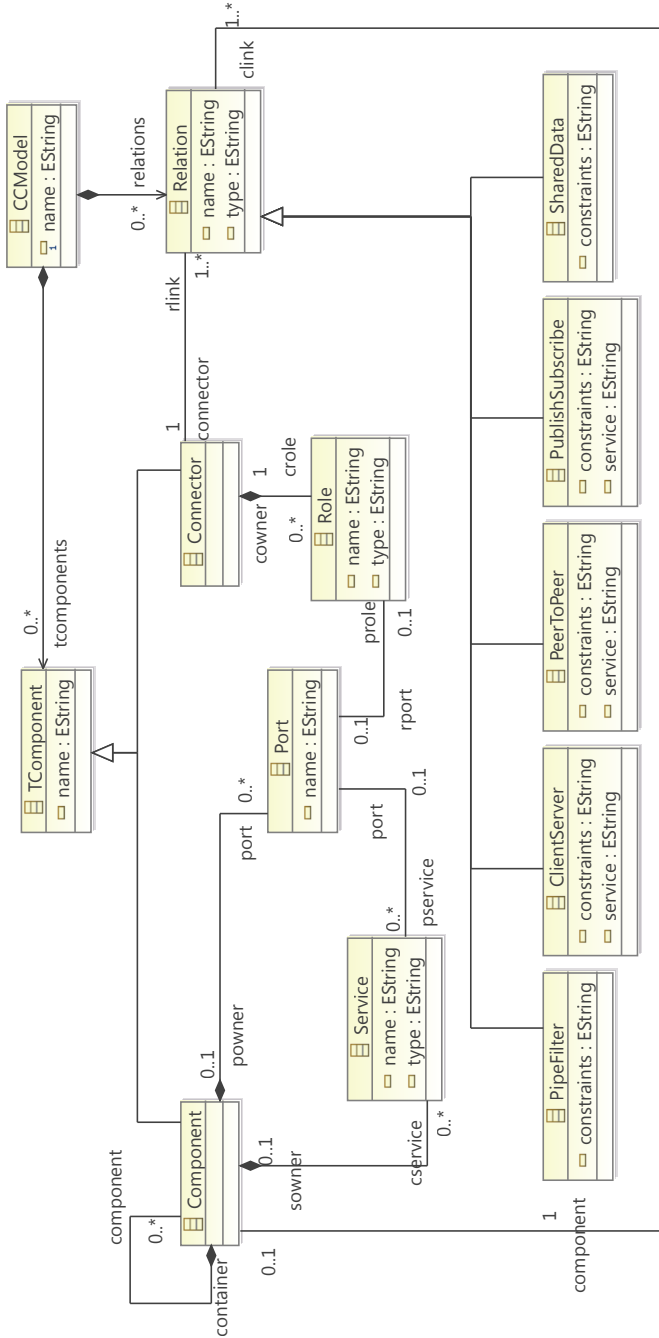 CCModel
name : EString
1
TComponent
name : EString
0..*
tcomponents
0..*
relations
Relation
name : EString
type : EString
1..*
clink
1..*
rlink
Connector
1
connector
cowner
1
crole
0..*
Role
name : EString
type : EString
prole
0..1
rport
0..1
Port
name : EString
0..*
port
0..1
powner
port
0..1
pservice
0..*
Service
name : EString
type : EString
cservice
0..*
sowner
0..1
Component
component
0..*
container
0..1
component
1
PipeFilter
constraints : EString
ClientServer
constraints : EString
service : EString
PeerToPeer
constraints : EString
service : EString
PublishSubscribe
constraints : EString
service : EString
SharedData
constraints : EString